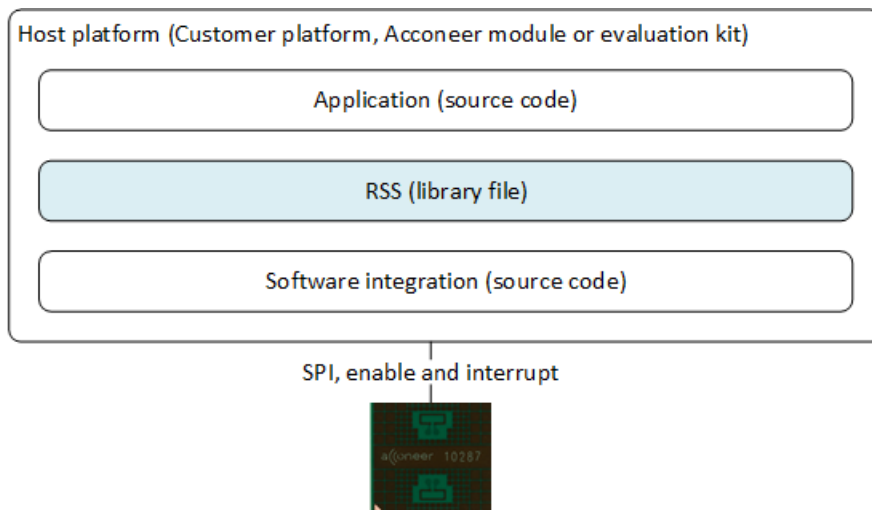 Host platform (Customer platform, Acconeer module or evaluation kit)
Application (source code)
RSS (library file)
Software integration (source code)
SPI, enable and interrupt
acconeer 10287